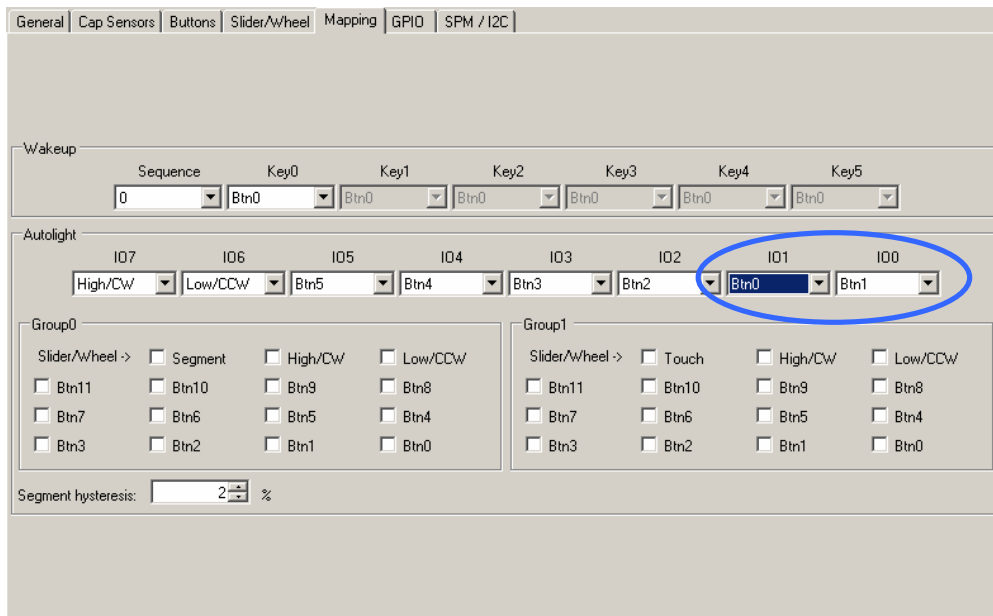 General Cap Sensors Buttons Slider/Wheel Mapping GPIO SPM / I2C
Wakeup
Sequence Key0 Key1 Key2 Key3 Key4 Key5
0 Btn0 Btn0 Btn0 Btn0 Btn0 Btn0
Autolight
IO7 IO6 IO5 IO4 IO3 IO2 IO1 IO0
High/CW Low/CCW Btn5 Btn4 Btn3 Btn2 Btn0 Btn1
Group0 Group1
Slider/Wheel -> Segment High/CW Low/CCW Slider/Wheel -> Touch High/CW Low/CCW
Btn11 Btn10 Btn9 Btn8 Btn11 Btn10 Btn9 Btn8
Btn7 Btn6 Btn5 Btn4 Btn7 Btn6 Btn5 Btn4
Btn3 Btn2 Btn1 Btn0 Btn3 Btn2 Btn1 Btn0
Segment hysteresis: 2 %